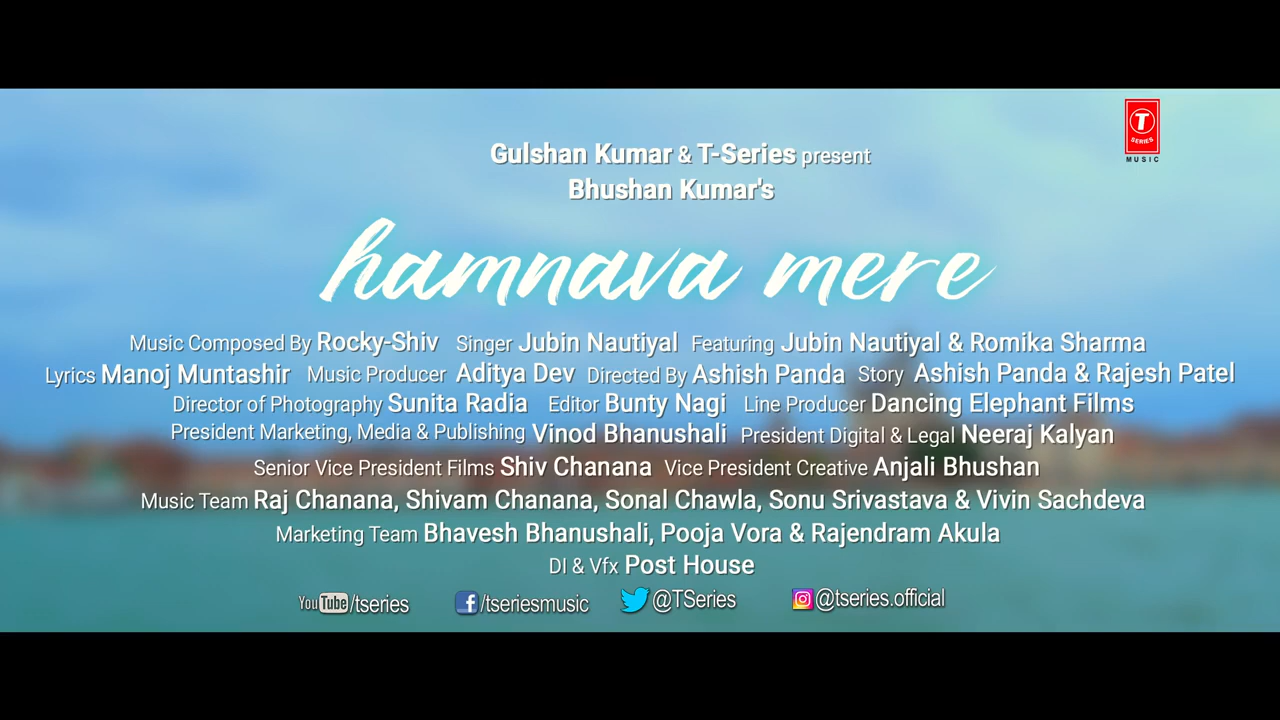 T
SERIES
MUSIC
Gulshan Kumar & T-Series present
Bhushan Kumar's
hamnava mere
Music Composed By Rocky-Shiv Singer Jubin Nautiyal Featuring Jubin Nautiyal & Romika Sharma
Lyrics Manoj Muntashir Music Producer Aditya Dev Directed By Ashish Panda Story Ashish Panda & Rajesh Patel
Director of Photography Sunita Radia Editor Bunty Nagi Line Producer Dancing Elephant Films
President Marketing, Media & Publishing Vinod Bhanushali President Digital & Legal Neeraj Kalyan
Senior Vice President Films Shiv Chanana Vice President Creative Anjali Bhushan
Music Team Raj Chanana, Shivam Chanana, Sonal Chawla, Sonu Srivastava & Vivin Sachdeva
Marketing Team Bhavesh Bhanushali, Pooja Vora & Rajendram Akula
DI & Vfx Post House
YouTube/tseries f/tseriesmusic @TSeries @tseries.official